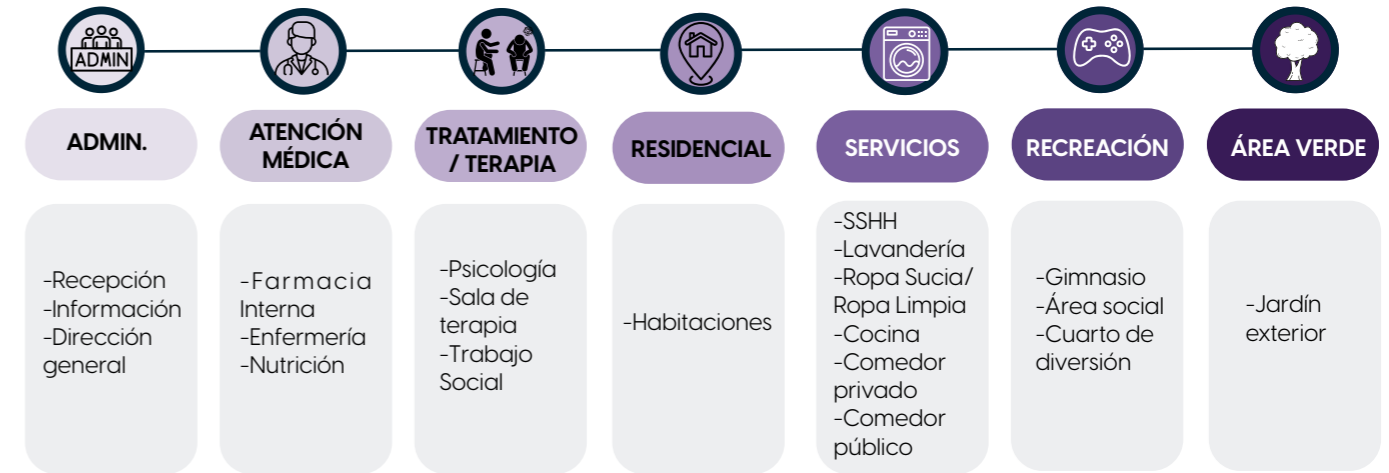 ADMIN
ADMIN.
ATENCIÓN
MÉDICA
TRATAMIENTO
/ TERAPIA
RESIDENCIAL
SERVICIOS
RECREACIÓN
ÁREA VERDE
-Recepción
-Información
-Dirección
general
-Farmacia
Interna
-Enfermería
-Nutrición
-Psicología
-Sala de
terapia
-Trabajo
Social
-Habitaciones
-SSHH
-Lavandería
-Ropa Sucia/
Ropa Limpia
-Cocina
-Comedor
privado
-Comedor
público
-Gimnasio
-Área social
-Cuarto de
diversión
-Jardín
exterior